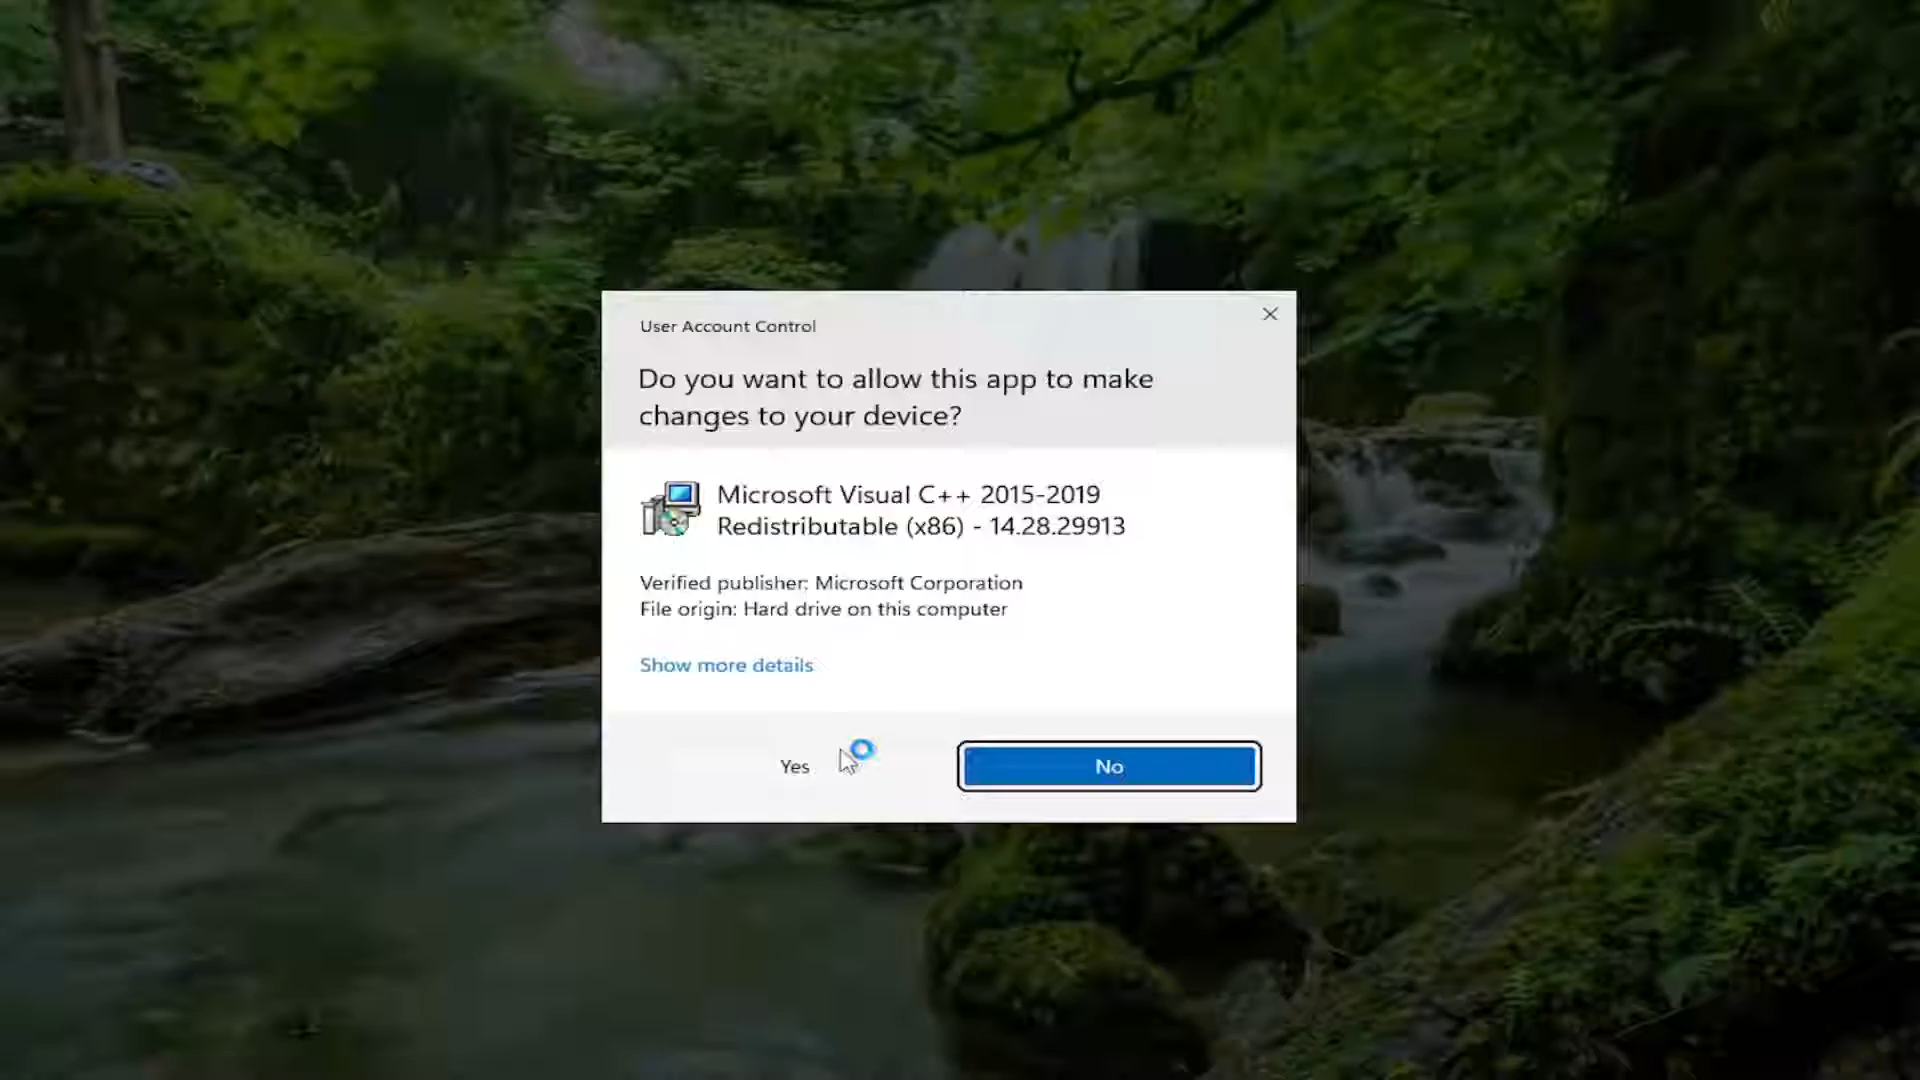 User Account Control
Do you want to allow this app to make
changes to your device?
Microsoft Visual C++ 2015-2019
Redistributable (x86) - 14.28.29913
Verified publisher: Microsoft Corporation
File origin: Hard drive on this computer
Show more details
Yes
No